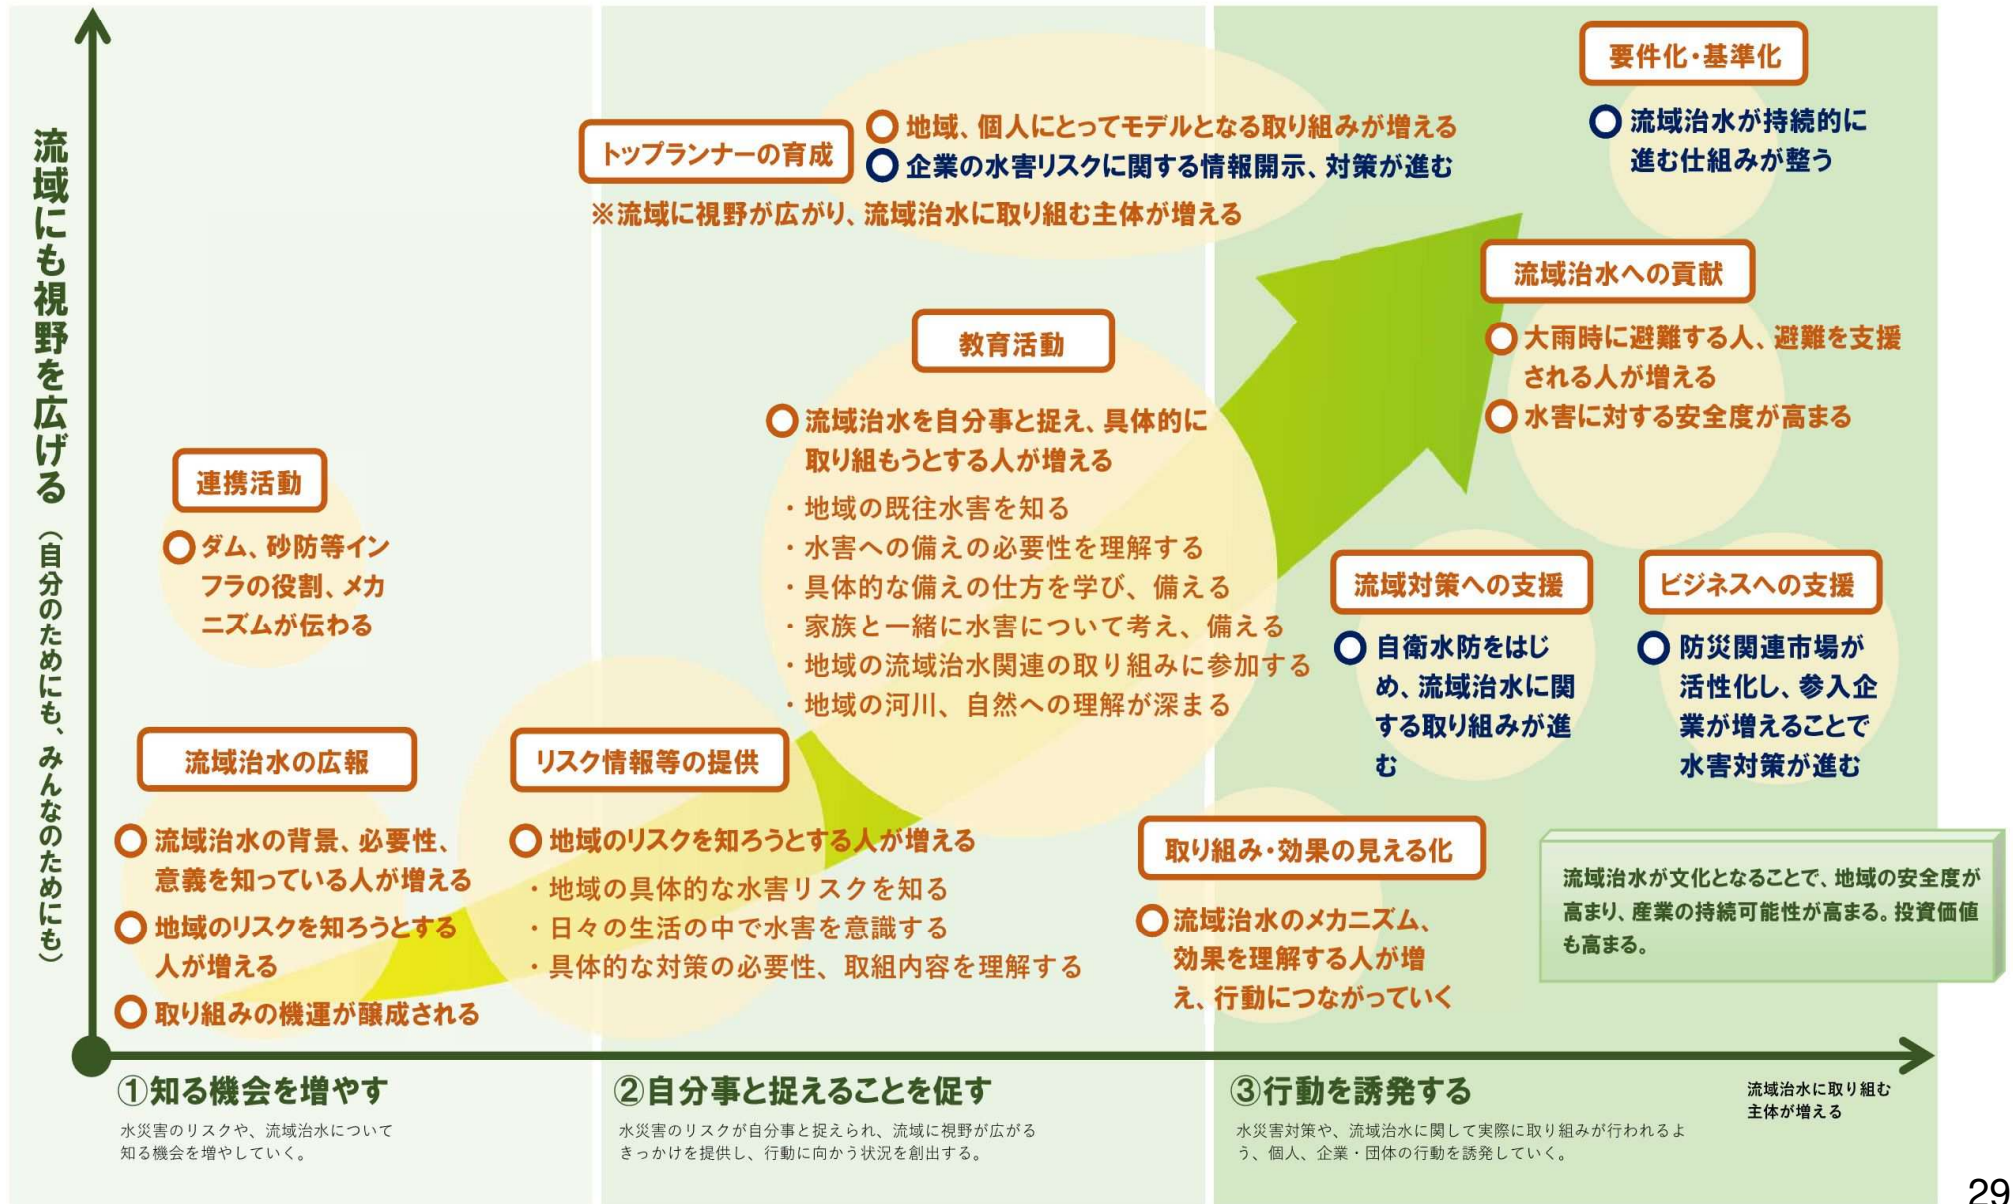 流域にも視野を広げる（自分のためにも、みんなのためにも）
要件化・基準化
流域治水が持続的に
進む仕組みが整う
トップランナーの育成
地域、個人にとってモデルとなる取り組みが増える
企業の水害リスクに関する情報開示、対策が進む
※流域に視野が広がり、流域治水に取り組む主体が増える
流域治水への貢献
大雨時に避難する人、避難を支援
される人が増える
水害に対する安全度が高まる
教育活動
流域治水を自分事と捉え、具体的に
取り組もうとする人が増える
・地域の既往水害を知る
・水害への備えの必要性を理解する
・具体的な備えの仕方を学び、備える
・家族と一緒に水害について考え、備える
・地域の流域治水関連の取り組みに参加する
・地域の河川、自然への理解が深まる
連携活動
ダム、砂防等イン
フラの役割、メカ
ニズムが伝わる
流域対策への支援
自衛水防をはじ
め、流域治水に関
する取り組みが進
む
ビジネスへの支援
防災関連市場が
活性化し、参入企
業が増えることで
水害対策が進む
流域治水の広報
流域治水の背景、必要性、
意義を知っている人が増える
地域のリスクを知ろうとする
人が増える
取り組みの機運が醸成される
リスク情報等の提供
地域のリスクを知ろうとする人が増える
・地域の具体的な水害リスクを知る
・日々の生活の中で水害を意識する
・具体的な対策の必要性、取組内容を理解する
取り組み・効果の見える化
流域治水のメカニズム、
効果を理解する人が増
え、行動につながっていく
流域治水が文化となることで、地域の安全度が
高まり、産業の持続可能性が高まる。投資価値
も高まる。
①知る機会を増やす
水災害のリスクや、流域治水について
知る機会を増やしていく。
②自分事と捉えることを促す
水災害のリスクが自分事と捉えられ、流域に視野が広がる
きっかけを提供し、行動に向かう状況を創出する。
③行動を誘発する
水災害対策や、流域治水に関して実際に取り組みが行われるよ
う、個人、企業・団体の行動を誘発していく。
流域治水に取り組む
主体が増える
29